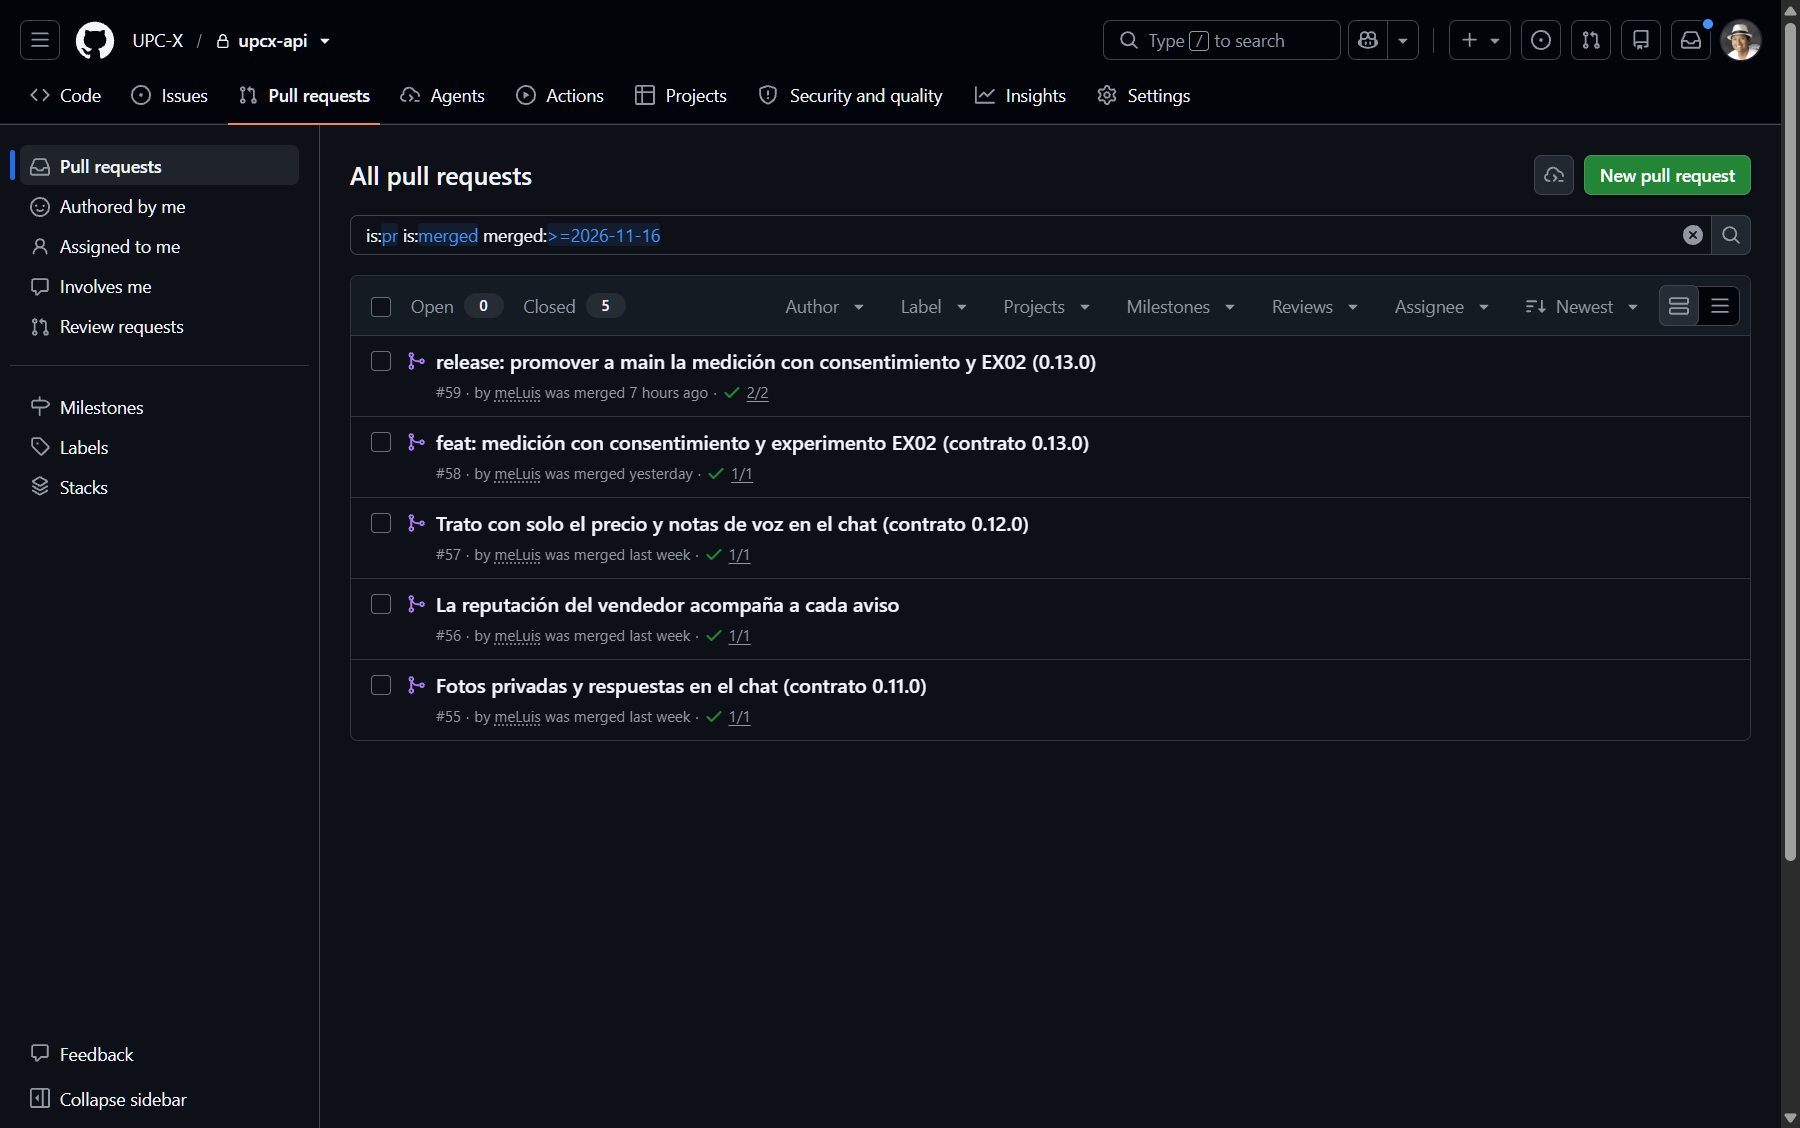 UPC-X / upcx-api
Type / to search
Code
Issues
Pull requests
Agents
Actions
Projects
Security and quality
Insights
Settings
Pull requests
Authored by me
Assigned to me
Involves me
Review requests
Milestones
Labels
Stacks
Feedback
Collapse sidebar
All pull requests
New pull request
is:pr is:merged merged:>=2026-11-16
Open 0 Closed 5 Author Label Projects Milestones Reviews Assignee Newest
release: promover a main la medición con consentimiento y EX02 (0.13.0)
#59 · by meLuis was merged 7 hours ago · 2/2
feat: medición con consentimiento y experimento EX02 (contrato 0.13.0)
#58 · by meLuis was merged yesterday · 1/1
Trato con solo el precio y notas de voz en el chat (contrato 0.12.0)
#57 · by meLuis was merged last week · 1/1
La reputación del vendedor acompaña a cada aviso
#56 · by meLuis was merged last week · 1/1
Fotos privadas y respuestas en el chat (contrato 0.11.0)
#55 · by meLuis was merged last week · 1/1